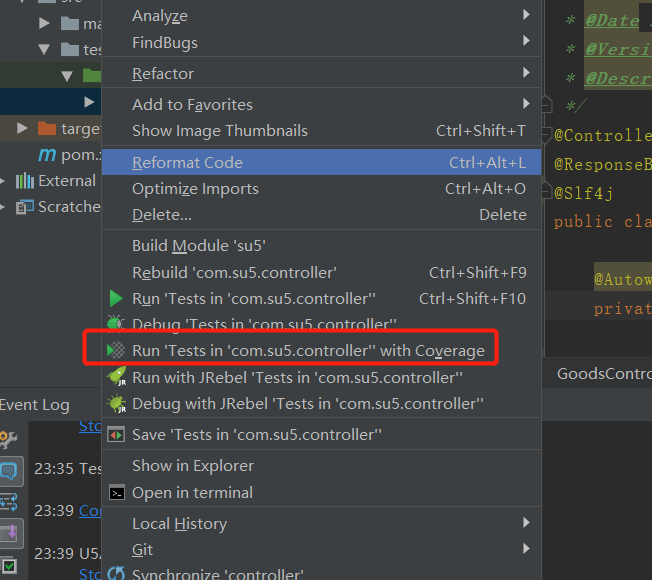 src
ma
tes
targe
pom.
External
Scratche
Event Log
Sto
23:35 Tes
23:39 Cor
23:39 U5A
Sto
Analyze
FindBugs
Refactor
Add to Favorites
Show Image Thumbnails Ctrl+Shift+T
Reformat Code Ctrl+Alt+L
Optimize Imports Ctrl+Alt+O
Delete... Delete
Build Module 'su5'
Rebuild 'com.su5.controller' Ctrl+Shift+F9
Run 'Tests in 'com.su5.controller'' Ctrl+Shift+F10
Debug 'Tests in 'com.su5.controller''
Run 'Tests in 'com.su5.controller'' with Coverage
Run with JRebel 'Tests in 'com.su5.controller''
Debug with JRebel 'Tests in 'com.su5.controller''
Save 'Tests in 'com.su5.controller''
Show in Explorer
Open in terminal
Local History
Git
Synchronize 'controller'
* @Date
* @Versi
* @Descr
*/
@Controlle
@ResponseB
@Slf4j
public cla
@Autow
privat
GoodsContro